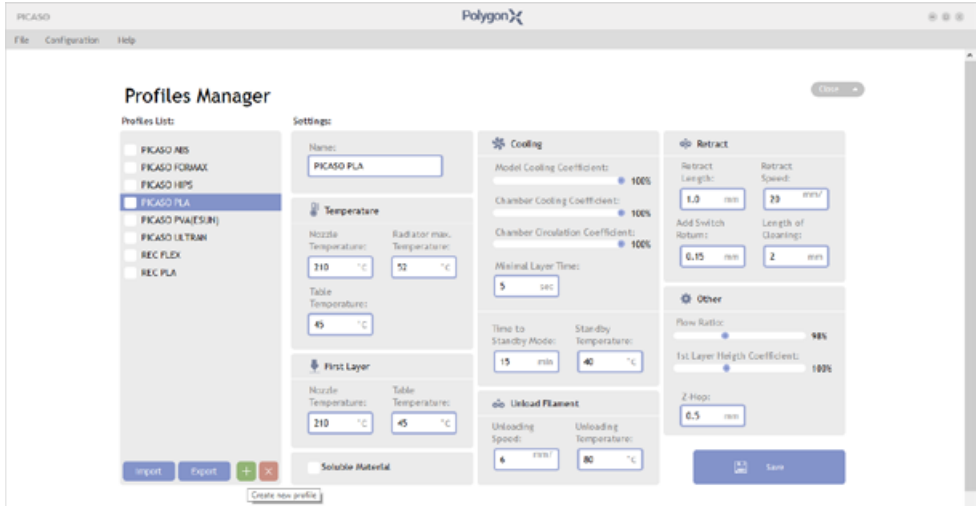 PICASO
Polygon X
File Configuration Help
Profiles Manager
Close
Profiles List:
PICASO ABS
PICASO FORMAX
PICASO HIPS
PICASO PLA
PICASO PVA(ESUN)
PICASO ULTRAN
REC FLEX
REC PLA
Import Export + ×
Create new profile
Settings:
Name:
PICASO PLA
Temperature
Nozzle Temperature:
210 °C
Radiator max. Temperature:
52 °C
Table Temperature:
45 °C
First Layer
Nozzle Temperature:
210 °C
Table Temperature:
45 °C
Soluble Material
Cooling
Model Cooling Coefficient:
100%
Chamber Cooling Coefficient:
100%
Chamber Circulation Coefficient:
100%
Minimal Layer Time:
5 sec
Time to Standby Mode:
15 min
Standby Temperature:
40 °C
Unload Filament
Unloading Speed:
6 mm/
Unloading Temperature:
80 °C
Retract
Retract Length:
1.0 mm
Retract Speed:
20 mm/
Add Switch Return:
0.15 mm
Length of Cleaning:
2 mm
Other
Flow Ratio:
98%
1st Layer Heigth Coefficient:
100%
Z-Hop:
0.5 mm
Save